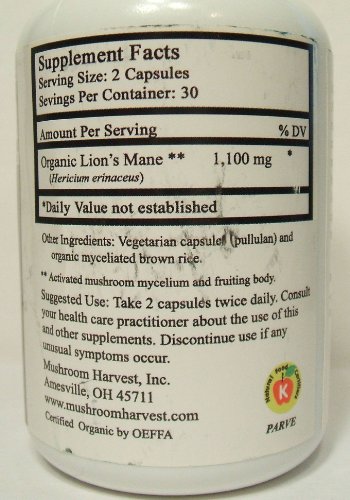 Supplement Facts
Serving Size: 2 Capsules
Savings Per Container: 30
Amount Per Serving % DV
Organic Lion's Mane ** 1,100 mg *
(Hericium erinaceus)
*Daily Value not established
Other Ingredients: Vegetarian capsules (pullulan) and
organic myceliated brown rice.
** Activated mushroom mycelium and fruiting body.
Suggested Use: Take 2 capsules twice daily. Consult
your health care practitioner about the use of this
and other supplements. Discontinue use if any
unusual symptoms occur.
Mushroom Harvest, Inc.
Amesville, OH 45711
www.mushroomharvest.com
Certified Organic by OEFFA
Natural Food
K
PARVE